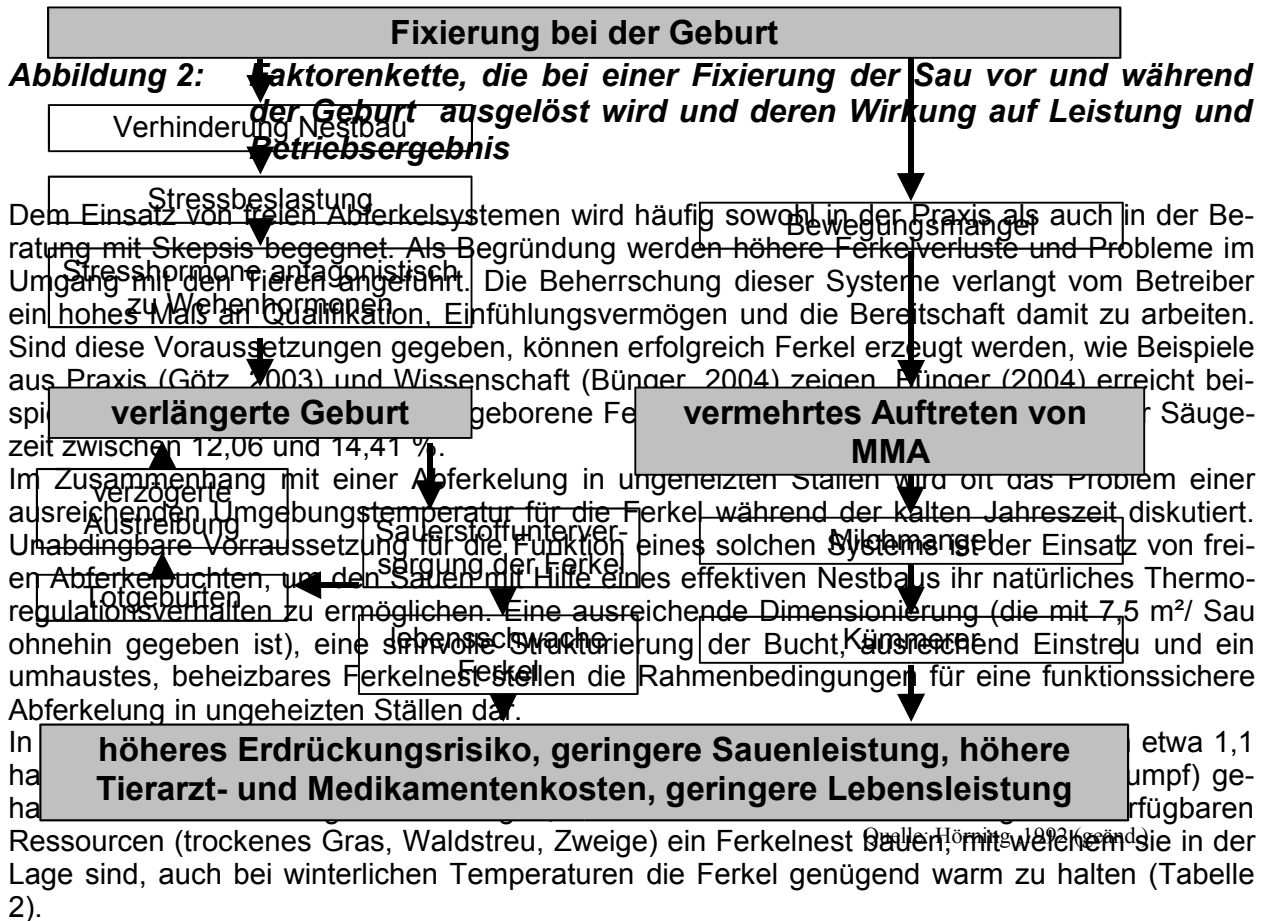 Fixierung bei der Geburt
Abbildung 2: Faktorenkette, die bei einer Fixierung der Sau vor und während
der Geburt ausgelöst wird und deren Wirkung auf Leistung und
Betriebsergebnis
Verhinderung Nestbau
Stressbeslastung
Stresshormone antagonistisch
zu Wehenhormonen
Bewegungsmangel
verlängerte Geburt
vermehrtes Auftreten von
MMA
verzögerte
Austreibung
Totgeburten
Sauerstoffunterver-
sorgung der Ferkel
lebensschwache
Ferkel
Milchmangel
Kümmerer
höheres Erdrückungsrisiko, geringere Sauenleistung, höhere
Tierarzt- und Medikamentenkosten, geringere Lebensleistung
Quelle: Hörning, 1992 (geänd.)
Dem Einsatz von freien Abferkelsystemen wird häufig sowohl in der Praxis als auch in der Be-
ratung mit Skepsis begegnet. Als Begründung werden höhere Ferkelverluste und Probleme im
Umgang mit den Tieren angeführt. Die Beherrschung dieser Systeme verlangt vom Betreiber
ein hohes Maß an Qualifikation, Einfühlungsvermögen und die Bereitschaft damit zu arbeiten.
Sind diese Voraussetzungen gegeben, können erfolgreich Ferkel erzeugt werden, wie Beispiele
aus Praxis (Götz, 2003) und Wissenschaft (Bünger, 2004) zeigen. Bünger (2004) erreicht bei-
geborene Säuge-
zeit zwischen 12,06 und 14,41 %.
Im Zusammenhang mit einer Abferkelung in ungeheizten Ställen wird oft das Problem einer
ausreichenden Umgebungstemperatur für die Ferkel während der kalten Jahreszeit diskutiert.
Unabdingbare Vorraussetzung für die Funktion eines solchen Systems ist der Einsatz von frei-
en Abferkelbuchten, um den Sauen mit Hilfe eines effektiven Nestbaus ihr natürliches Thermo-
regulationsverhalten zu ermöglichen. Eine ausreichende Dimensionierung (die mit 7,5 m²/ Sau
ohnehin gegeben ist), eine sinnvolle Strukturierung der Bucht, ausreichend Einstreu und ein
umhaustes, beheizbares Ferkelnest stellen die Rahmenbedingungen für eine funktionssichere
Abferkelung in ungeheizten Ställen dar.
In etwa 1,1
ha umpf) ge-
ha rfügbaren
Ressourcen (trockenes Gras, Waldstreu, Zweige) ein Ferkelnest bauen, mit welchem sie in der
Lage sind, auch bei winterlichen Temperaturen die Ferkel genügend warm zu halten (Tabelle
2).